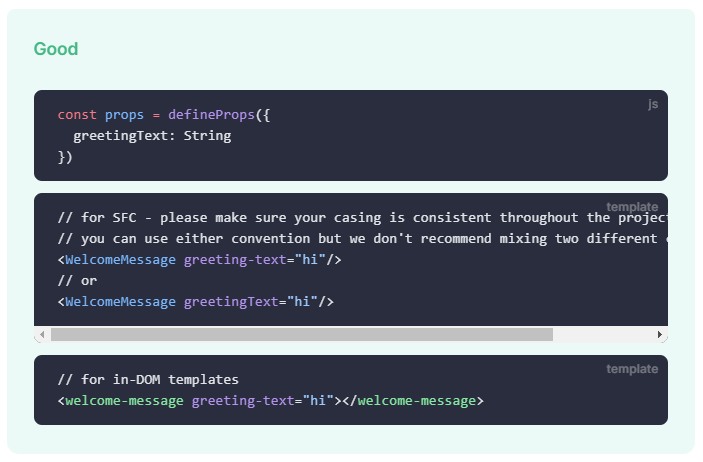 Good
js
const props = defineProps({
  greetingText: String
})
template
// for SFC - please make sure your casing is consistent throughout the project
// you can use either convention but we don't recommend mixing two different
<WelcomeMessage greeting-text="hi"/>
// or
<WelcomeMessage greetingText="hi"/>
template
// for in-DOM templates
<welcome-message greeting-text="hi"></welcome-message>